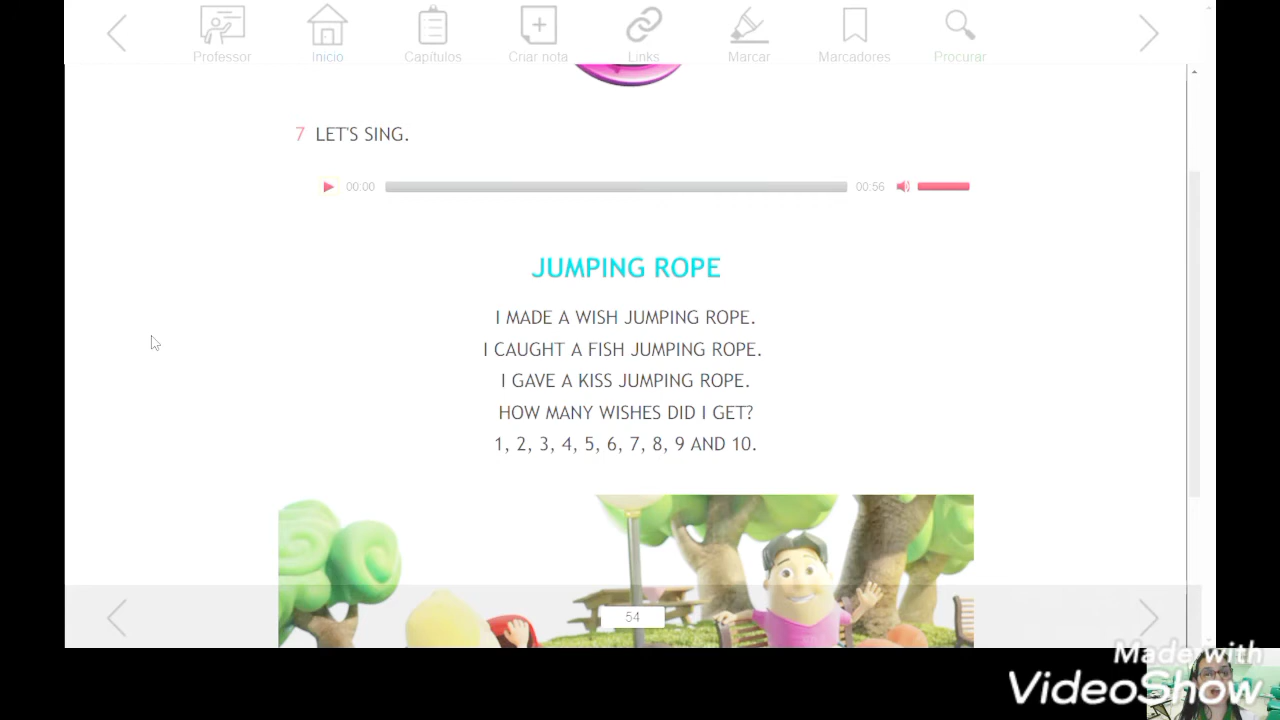 Professor
Inicio
Capítulos
Criar nota
Links
Marcar
Marcadores
Procurar
7 LET'S SING.
00:00
00:56
JUMPING ROPE
I MADE A WISH JUMPING ROPE.
I CAUGHT A FISH JUMPING ROPE.
I GAVE A KISS JUMPING ROPE.
HOW MANY WISHES DID I GET?
1, 2, 3, 4, 5, 6, 7, 8, 9 AND 10.
54
Made with
VideoShow